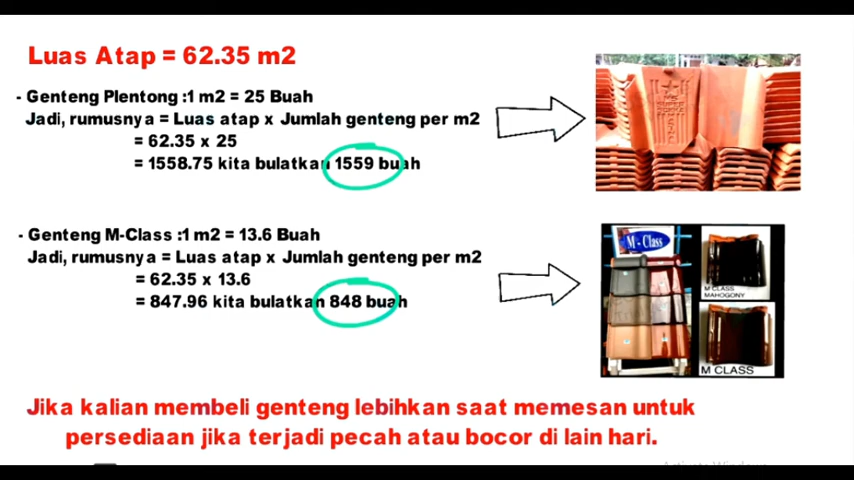 Luas Atap = 62.35 m2
- Genteng Plentong :1 m2 = 25 Buah
Jadi, rumusnya = Luas atap x Jumlah genteng per m2
= 62.35 x 25
= 1558.75 kita bulatkan 1559 buah
- Genteng M-Class :1 m2 = 13.6 Buah
Jadi, rumusnya = Luas atap x Jumlah genteng per m2
= 62.35 x 13.6
= 847.96 kita bulatkan 848 buah
M - Class
M CLASS
MAHOGONY
M CLASS
Jika kalian membeli genteng lebihkan saat memesan untuk
persediaan jika terjadi pecah atau bocor di lain hari.